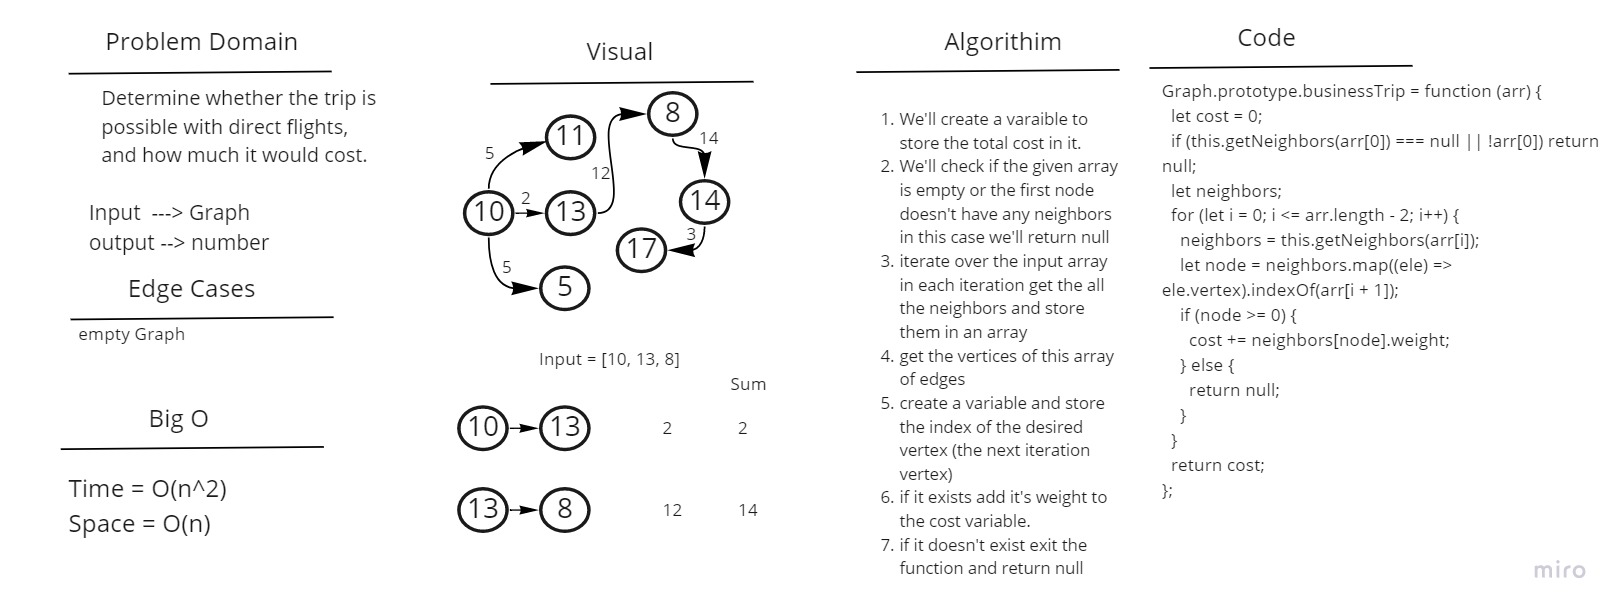 Problem Domain
Determine whether the trip is
possible with direct flights,
and how much it would cost.
Input ---> Graph
output --> number
Edge Cases
empty Graph
Big O
Time = O(n^2)
Space = O(n)
Visual
8
11
14
5
12
14
10
2
13
3
17
5
5
Input = [10, 13, 8]
Sum
10
13
2
2
13
8
12
14
Algorithim
1. We'll create a varaible to
store the total cost in it.
2. We'll check if the given array
is empty or the first node
doesn't have any neighbors
in this case we'll return null
3. iterate over the input array
in each iteration get the all
the neighbors and store
them in an array
4. get the vertices of this array
of edges
5. create a variable and store
the index of the desired
vertex (the next iteration
vertex)
6. if it exists add it's weight to
the cost variable.
7. if it doesn't exist exit the
function and return null
Code
Graph.prototype.businessTrip = function (arr) {
let cost = 0;
if (this.getNeighbors(arr[0]) === null || !arr[0]) return
null;
let neighbors;
for (let i = 0; i <= arr.length - 2; i++) {
neighbors = this.getNeighbors(arr[i]);
let node = neighbors.map((ele) =>
ele.vertex).indexOf(arr[i + 1]);
if (node >= 0) {
cost += neighbors[node].weight;
} else {
return null;
}
}
return cost;
};
miro